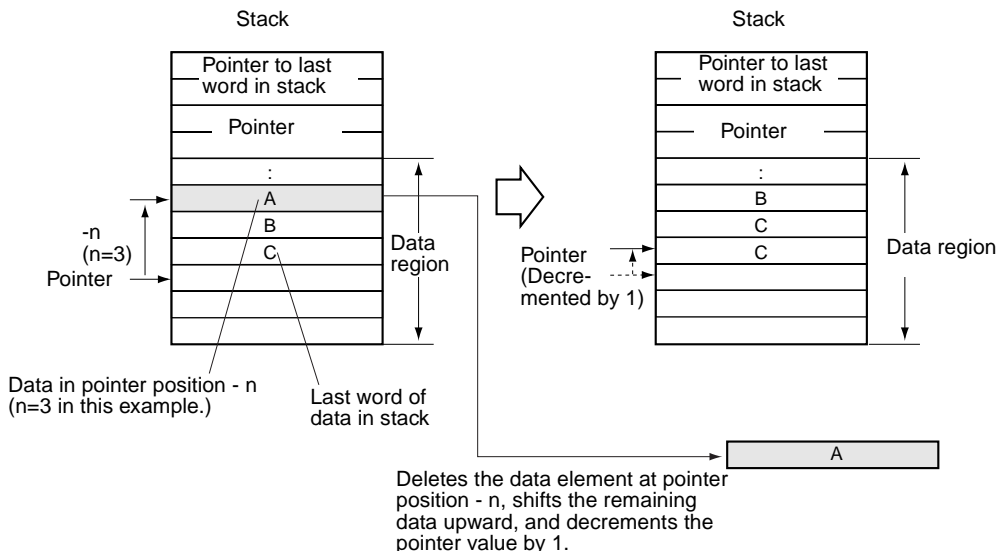 Stack
Pointer to last
word in stack
Pointer
:
A
B
C
-n
(n=3)
Pointer
Data
region
Data in pointer position - n
(n=3 in this example.)
Last word of
data in stack
Stack
Pointer to last
word in stack
Pointer
:
B
C
C
Pointer
(Decre-
mented by 1)
Data region
A
Deletes the data element at pointer
position - n, shifts the remaining
data upward, and decrements the
pointer value by 1.